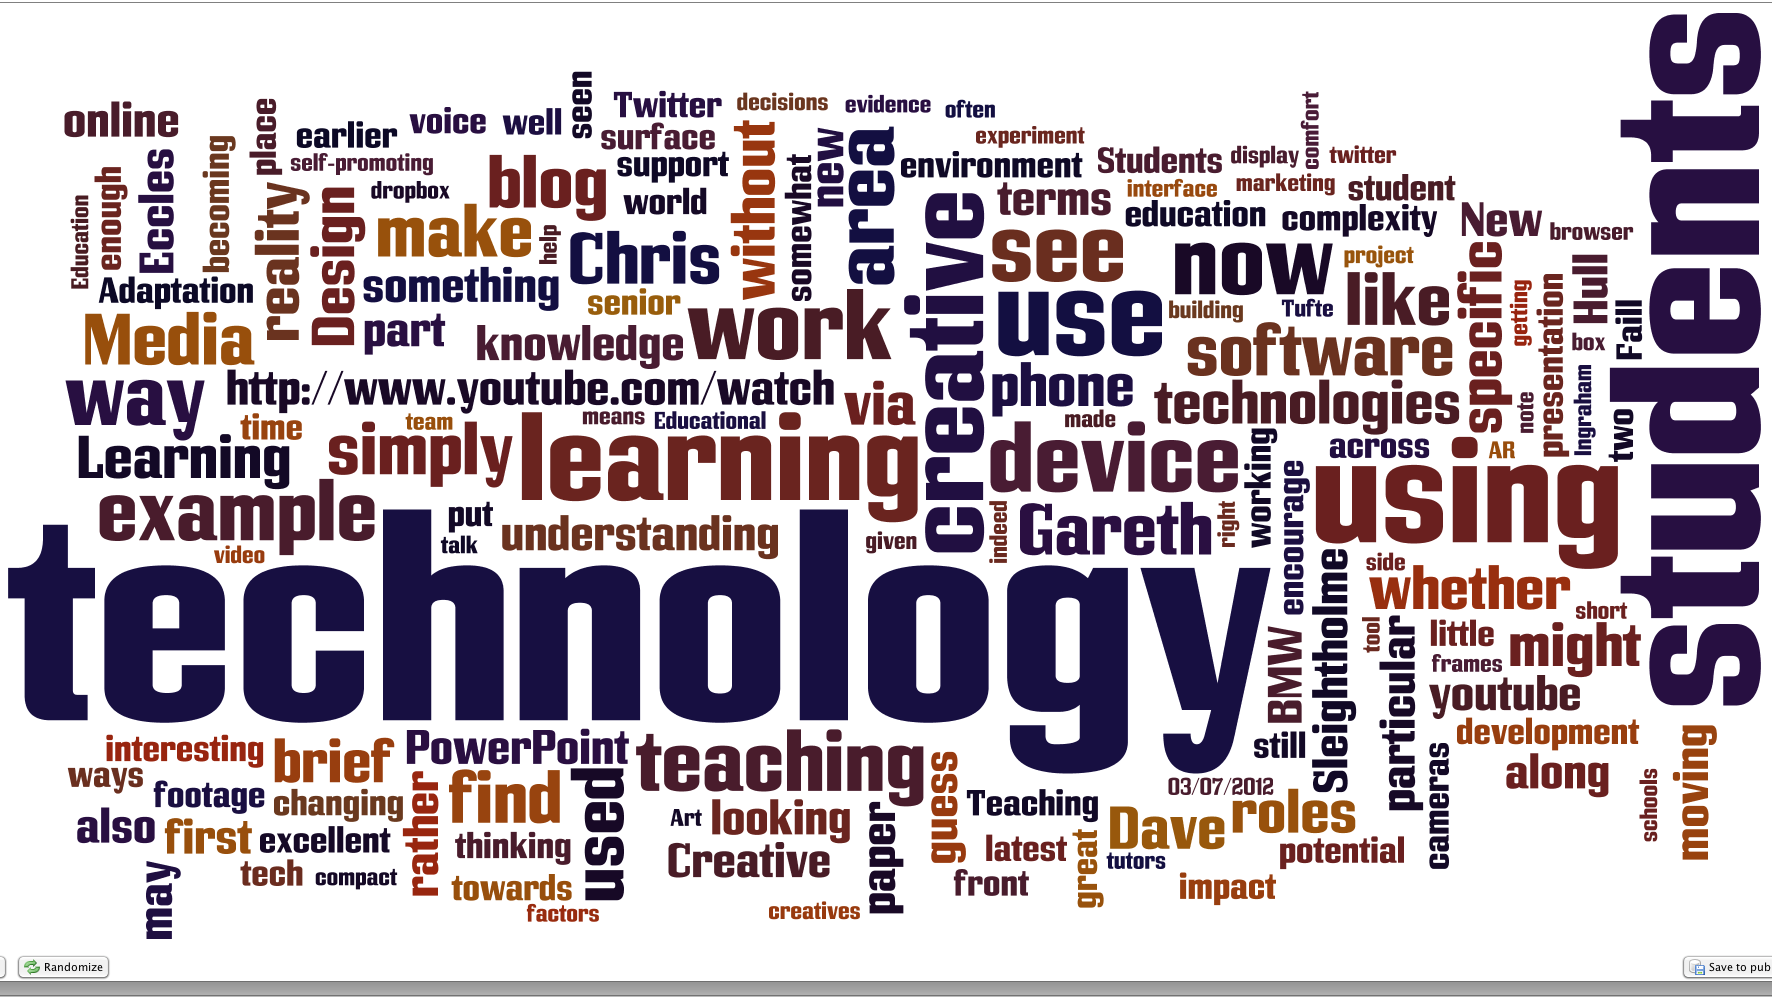 online
place
earlier
voice
well
seen
Twitter
decisions
evidence
often
surface
experiment
comfort
self-promoting
Education
enough
Eccles
becoming
reality
Design
dropbox
blog
support
world
without
somewhat
new
area
environment
Students
display
twitter
terms
interface
marketing
student
education
complexity
New
browser
students
Adaptation
make
help
Chris
something
senior
creative
see
now
project
building
Tufte
like
specific
getting
presentation
Hull
box
Faill
Media
part
knowledge
work
use
software
way
http://www.youtube.com/watch
via
phone
technologies
note
Ingraham
two
time
team
means
Educational
made
Learning
simply
learning
device
working
across
AR
using
example
put
talk
understanding
given
indeed
Gareth
right
encourage
video
technology
side
whether
short
Sleightholme
tool
particular
little
might
frames
BMW
youtube
interesting
brief
PowerPoint
teaching
still
development
moving
ways
footage
changing
find
used
guess
Teaching
03/07/2012
cameras
along
schools
also
first
excellent
rather
thinking
Art
looking
paper
Dave
roles
Creative
latest
great
tutors
potential
may
tech
compact
towards
front
impact
factors
creatives
Randomize
Save to pub